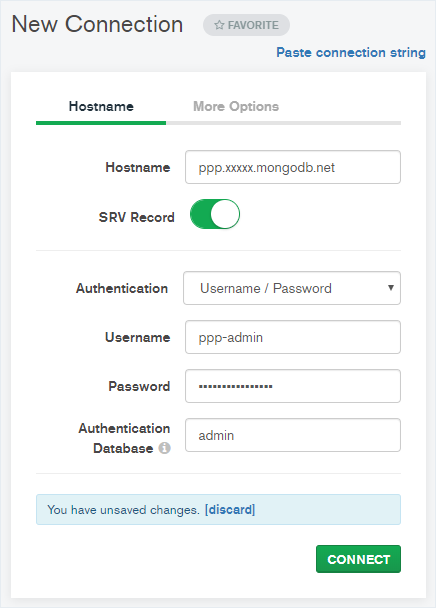 New Connection
FAVORITE
Paste connection string
Hostname
More Options
Hostname
ppp.xxxxx.mongodb.net
SRV Record
Authentication
Username / Password
Username
ppp-admin
Password
••••••••••••••••
Authentication
Database
admin
You have unsaved changes. [discard]
CONNECT